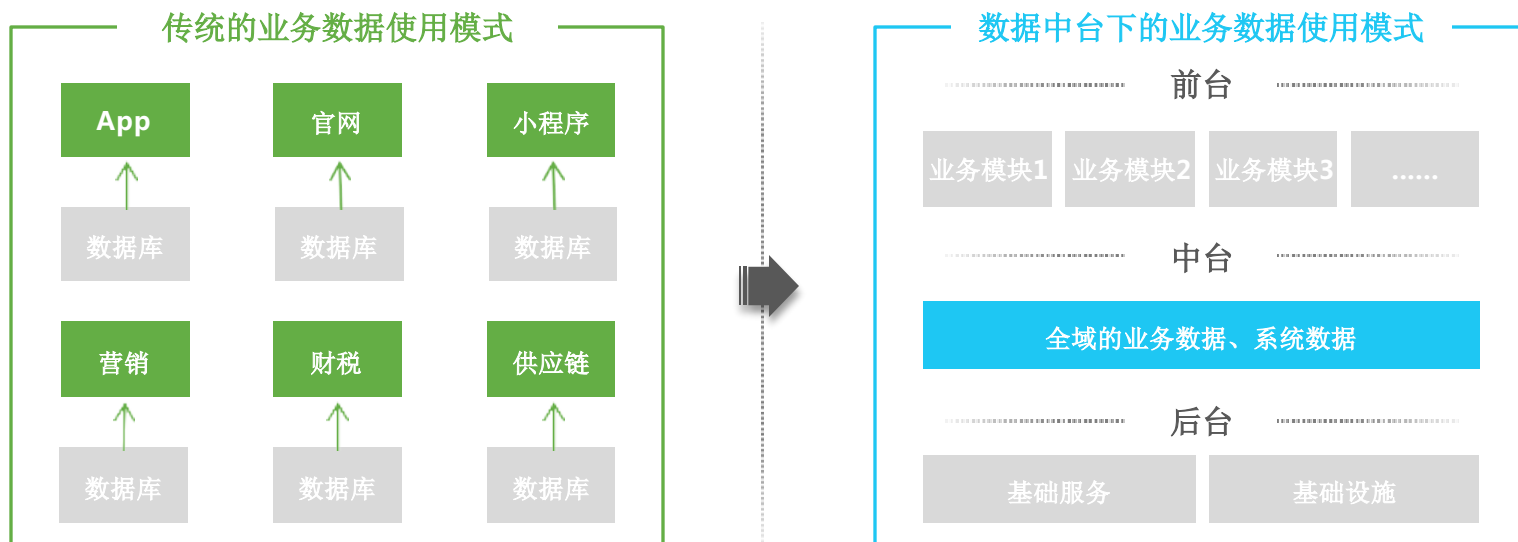 传统的业务数据使用模式
App
官网
小程序
数据库
数据库
数据库
营销
财税
供应链
数据库
数据库
数据库
数据中台下的业务数据使用模式
前台
业务模块1
业务模块2
业务模块3
......
中台
全域的业务数据、系统数据
后台
基础服务
基础设施